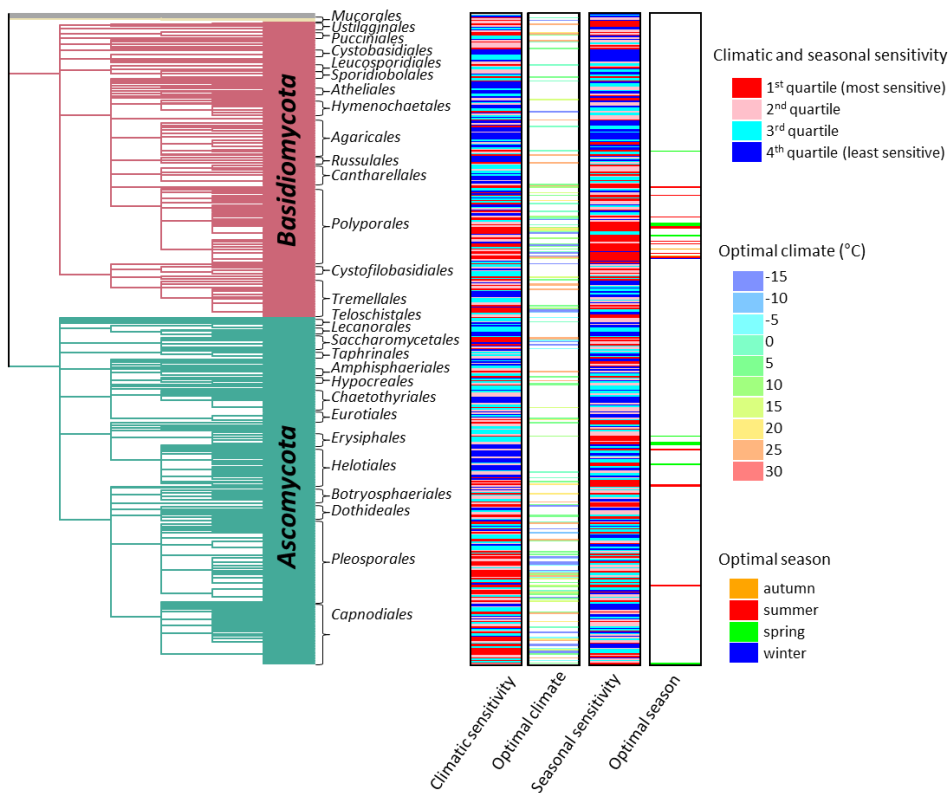 Mucorales
Ustilaginales
Pucciniales
Cystobasidiales
Leucosporidiales
Sporidiobolales
Atheliales
Hymenochaetales
Agaricales
Russulales
Cantharellales
Polyporales
Cystofilobasidiales
Tremellales
Teloschistales
Lecanorales
Saccharomycetales
Taphrinales
Amphisphaeriales
Hypocreales
Chaetothyriales
Eurotiales
Erysiphales
Helotiales
Botryosphaeriales
Dothideales
Pleosporales
Capnodiales
Basidiomycota
Ascomycota
Climatic sensitivity
Optimal climate
Seasonal sensitivity
Optimal season
Climatic and seasonal sensitivity
1st quartile (most sensitive)
2nd quartile
3rd quartile
4th quartile (least sensitive)
Optimal climate (°C)
-15
-10
-5
0
5
10
15
20
25
30
Optimal season
autumn
summer
spring
winter